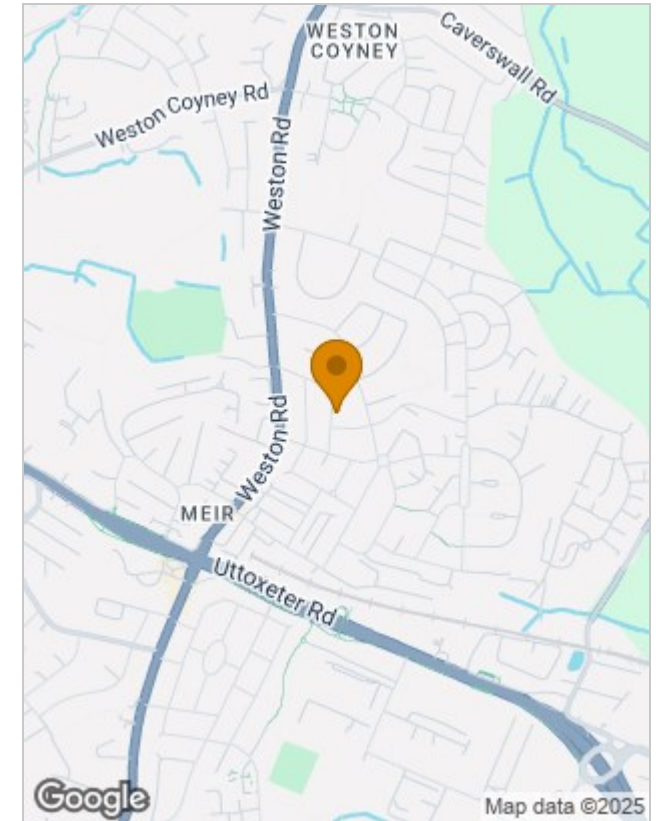 WESTON
COYNEY
Caverswall Rd
Weston Coyney Rd
Weston Rd
Weston Rd
MEIR
Uttoxeter Rd
Google
Map data ©2025